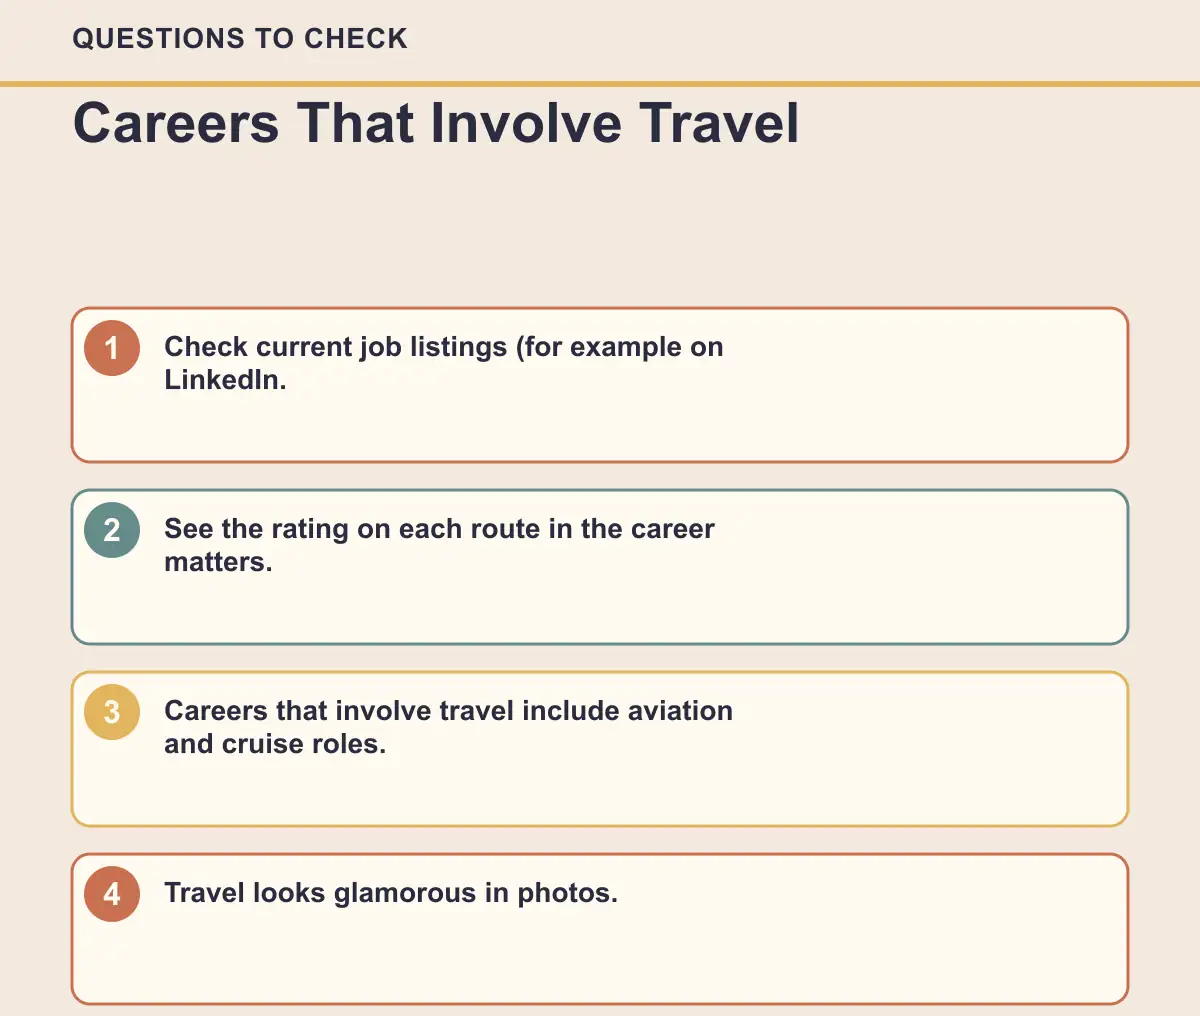 QUESTIONS TO CHECK
Careers That Involve Travel
1
Check current job listings (for example on
LinkedIn.
2
See the rating on each route in the career
matters.
3
Careers that involve travel include aviation
and cruise roles.
4
Travel looks glamorous in photos.